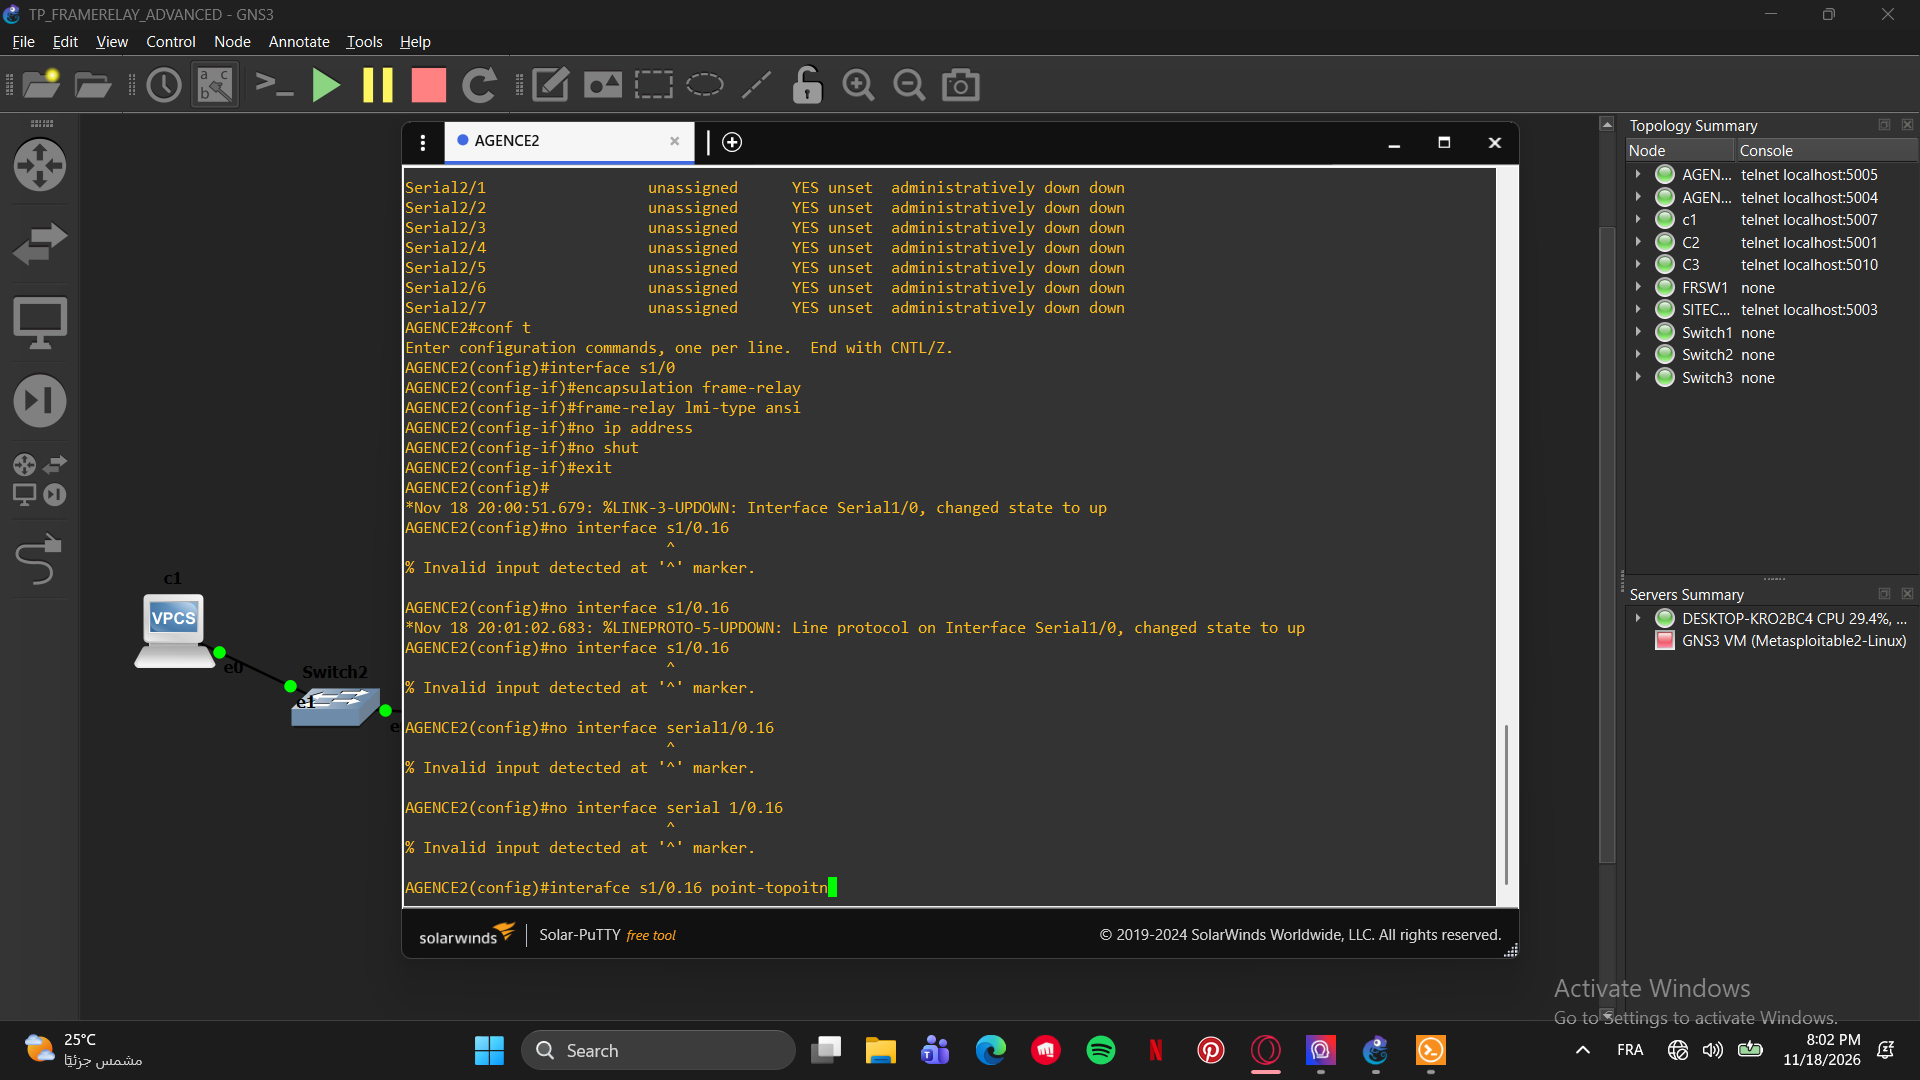 TP_FRAMERELAY_ADVANCED - GNS3
File Edit View Control Node Annotate Tools Help
AGENCE2
Serial2/1 unassigned YES unset administratively down down
Serial2/2 unassigned YES unset administratively down down
Serial2/3 unassigned YES unset administratively down down
Serial2/4 unassigned YES unset administratively down down
Serial2/5 unassigned YES unset administratively down down
Serial2/6 unassigned YES unset administratively down down
Serial2/7 unassigned YES unset administratively down down
AGENCE2#conf t
Enter configuration commands, one per line. End with CNTL/Z.
AGENCE2(config)#interface s1/0
AGENCE2(config-if)#encapsulation frame-relay
AGENCE2(config-if)#frame-relay lmi-type ansi
AGENCE2(config-if)#no ip address
AGENCE2(config-if)#no shut
AGENCE2(config-if)#exit
AGENCE2(config)#
*Nov 18 20:00:51.679: %LINK-3-UPDOWN: Interface Serial1/0, changed state to up
AGENCE2(config)#no interface s1/0.16
^
% Invalid input detected at '^' marker.
AGENCE2(config)#no interface s1/0.16
*Nov 18 20:01:02.683: %LINEPROTO-5-UPDOWN: Line protocol on Interface Serial1/0, changed state to up
AGENCE2(config)#no interface s1/0.16
^
% Invalid input detected at '^' marker.
AGENCE2(config)#no interface serial1/0.16
^
% Invalid input detected at '^' marker.
AGENCE2(config)#no interface serial 1/0.16
^
% Invalid input detected at '^' marker.
AGENCE2(config)#interafce s1/0.16 point-topoitn
solarwinds Solar-PuTTY free tool © 2019-2024 SolarWinds Worldwide, LLC. All rights reserved.
c1
VPCS
e0
Switch2
e1
Topology Summary
Node Console
AGEN... telnet localhost:5005
AGEN... telnet localhost:5004
c1 telnet localhost:5007
C2 telnet localhost:5001
C3 telnet localhost:5010
FRSW1 none
SITEC... telnet localhost:5003
Switch1 none
Switch2 none
Switch3 none
Servers Summary
DESKTOP-KRO2BC4 CPU 29.4%, ...
GNS3 VM (Metasploitable2-Linux)
Activate Windows
Go to Settings to activate Windows.
25°C
مشمس جزئيًا
Search
FRA
8:02 PM
11/18/2026